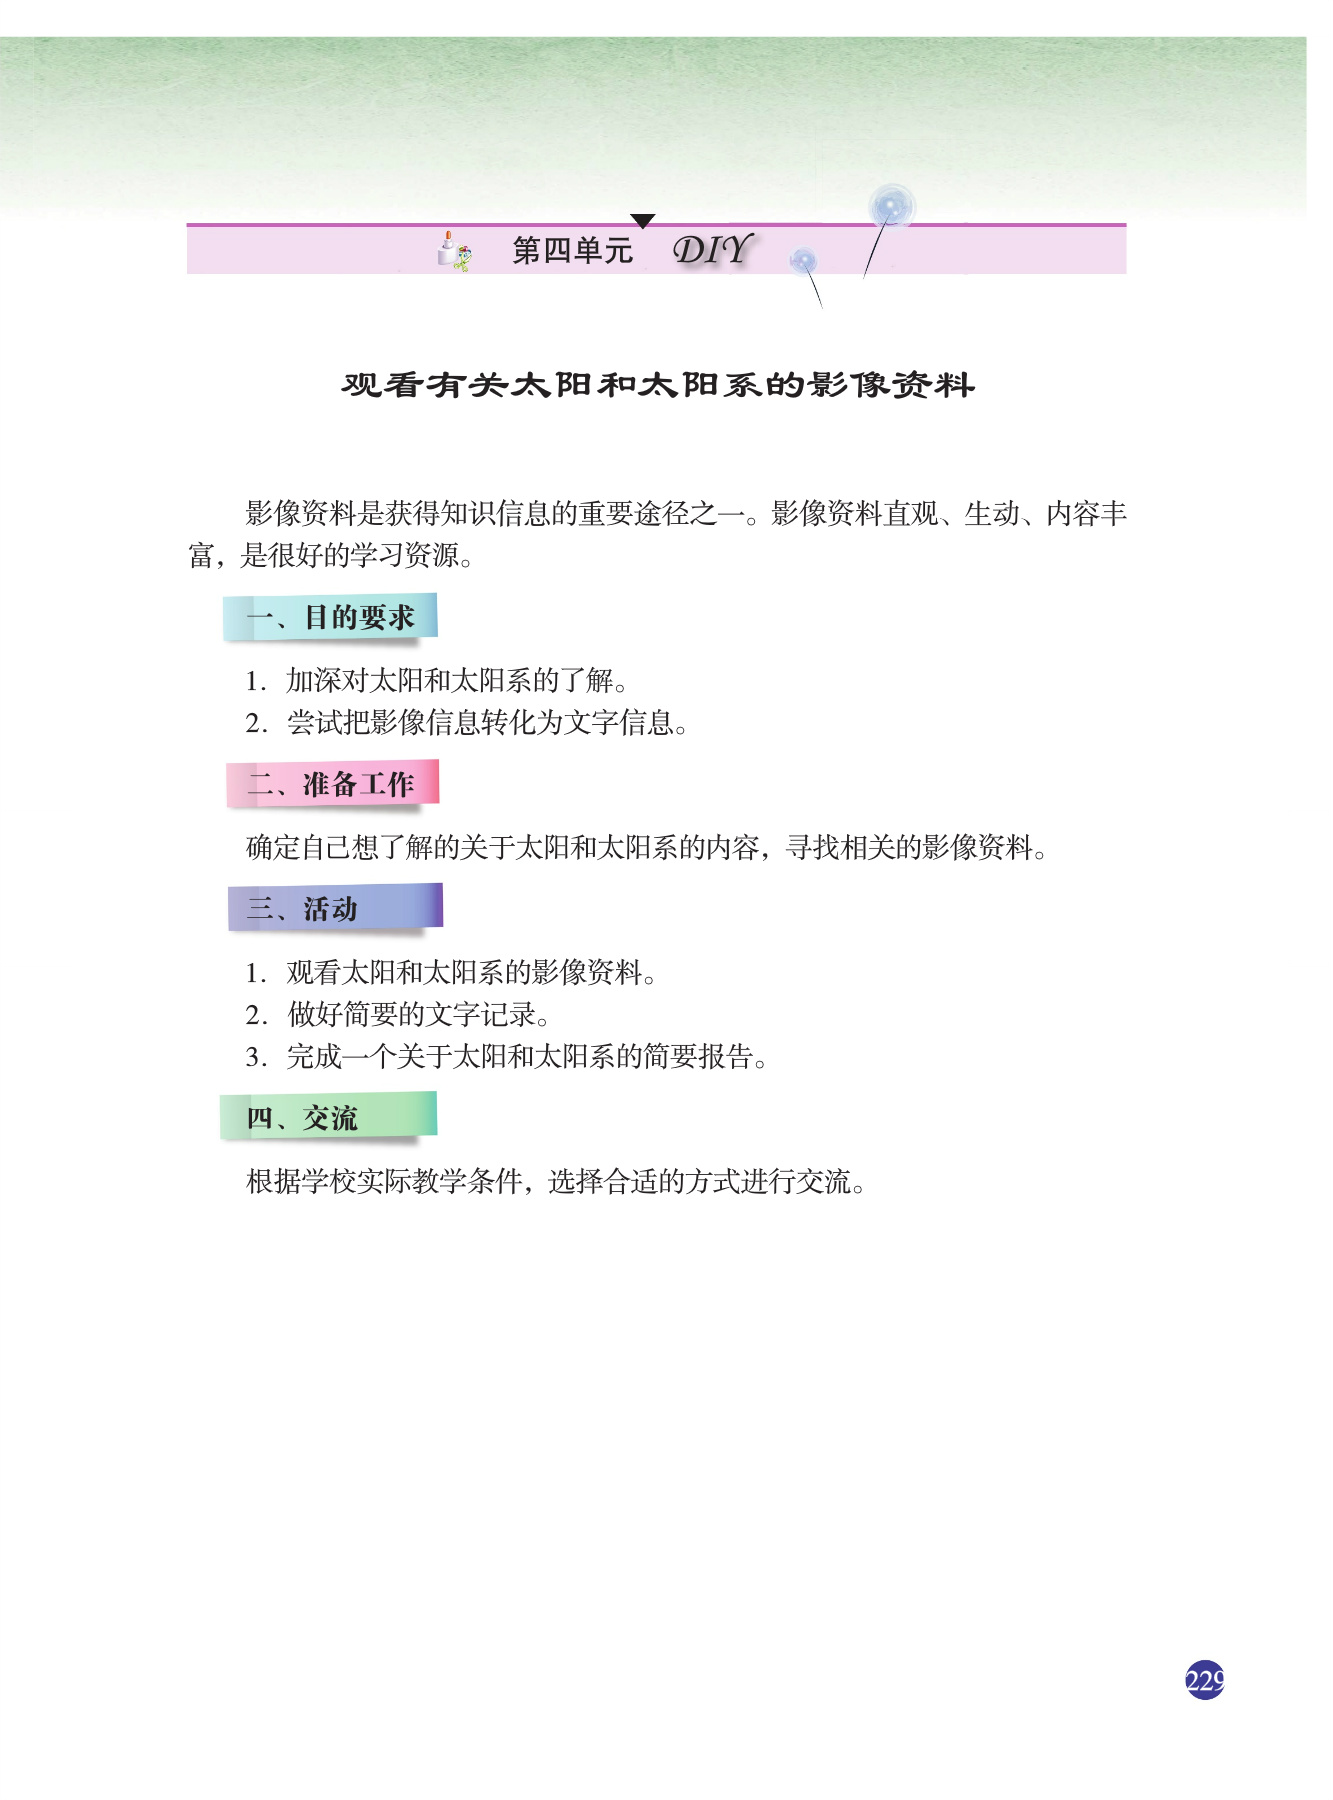 第四单元 DIY
观看有关太阳和太阳系的影像资料
影像资料是获得知识信息的重要途径之一。影像资料直观、生动、内容丰
富，是很好的学习资源。
一、目的要求
1. 加深对太阳和太阳系的了解。
2. 尝试把影像信息转化为文字信息。
二、准备工作
确定自己想了解的关于太阳和太阳系的内容，寻找相关的影像资料。
三、活动
1. 观看太阳和太阳系的影像资料。
2. 做好简要的文字记录。
3. 完成一个关于太阳和太阳系的简要报告。
四、交流
根据学校实际教学条件，选择合适的方式进行交流。
229